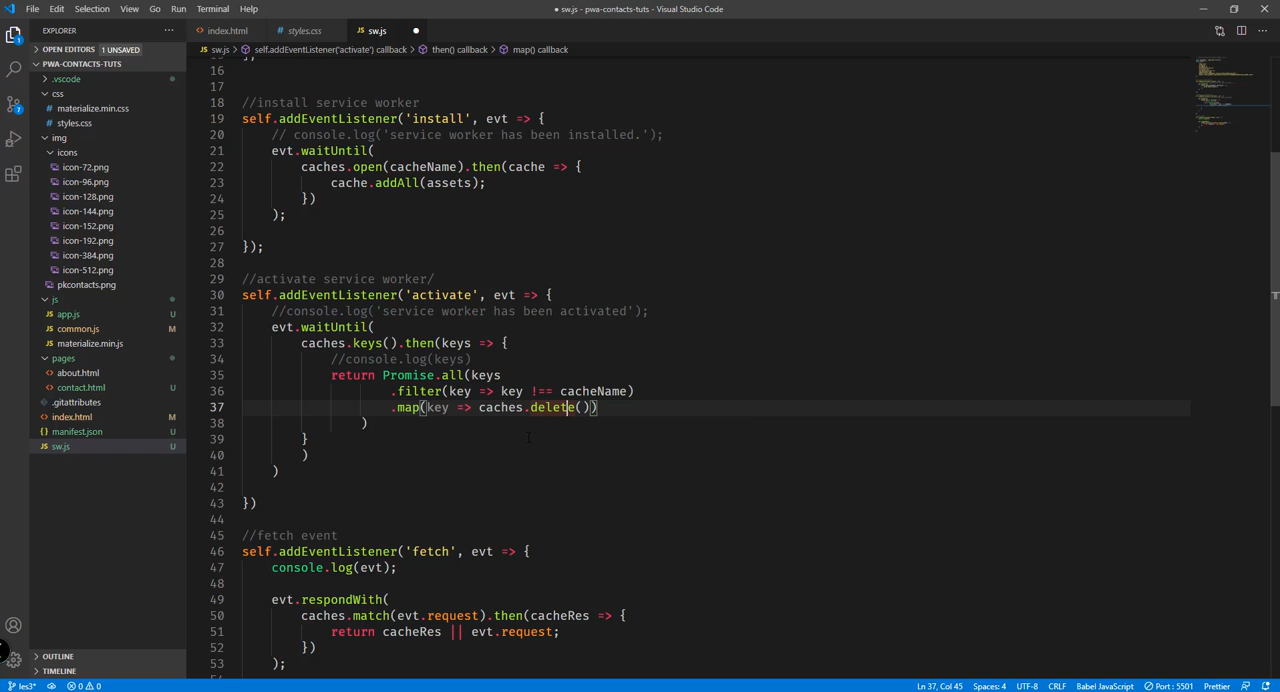 File Edit Selection View Go Run Terminal Help
● sw.js - pwa-contacts-tuts - Visual Studio Code
EXPLORER
index.html styles.css sw.js
OPEN EDITORS 1 UNSAVED
sw.js > self.addEventListener('activate') callback > then() callback > map() callback
PWA-CONTACTS-TUTS
.vscode
css
materialize.min.css
styles.css
img
icons
icon-72.png
icon-96.png
icon-128.png
icon-144.png
icon-152.png
icon-192.png
icon-384.png
icon-512.png
pkcontacts.png
js
app.js U
common.js M
materialize.min.js
pages
about.html
contact.html U
.gitattributes
index.html M
manifest.json U
sw.js U
OUTLINE
TIMELINE
1
7
16
17
18 //install service worker
19 self.addEventListener('install', evt => {
20 // console.log('service worker has been installed.');
21 evt.waitUntil(
22 caches.open(cacheName).then(cache => {
23 cache.addAll(assets);
24 })
25 );
26
27 });
28
29 //activate service worker/
30 self.addEventListener('activate', evt => {
31 //console.log('service worker has been activated');
32 evt.waitUntil(
33 caches.keys().then(keys => {
34 //console.log(keys)
35 return Promise.all(keys
36 .filter(key => key !== cacheName)
37 .map(key => caches.delete())
38 )
39 }
40 )
41 )
42
43 })
44
45 //fetch event
46 self.addEventListener('fetch', evt => {
47 console.log(evt);
48
49 evt.respondWith(
50 caches.match(evt.request).then(cacheRes => {
51 return cacheRes || evt.request;
52 })
53 );
les3* 0 0 Ln 37, Col 45 Spaces: 4 UTF-8 CRLF Babel JavaScript Port : 5501 Prettier